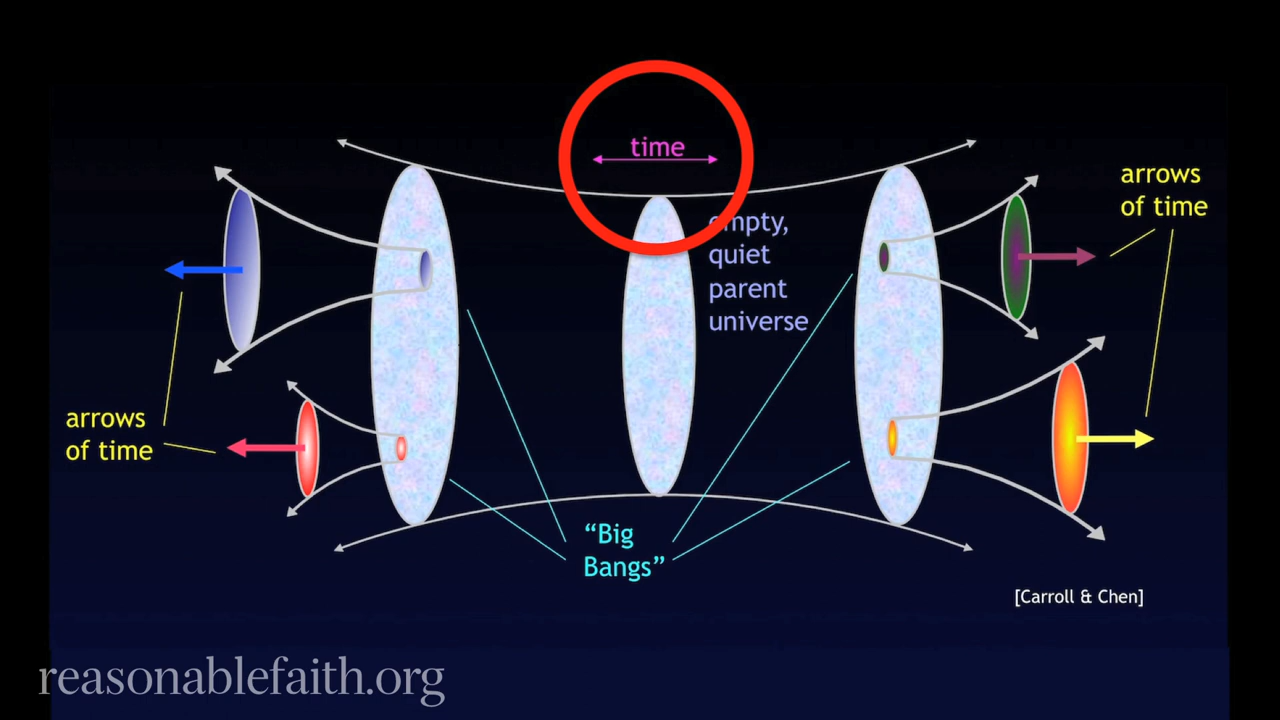 time
arrows
of time
empty,
quiet
parent
universe
arrows
of time
“Big
Bangs”
[Carroll & Chen]
reasonablefaith.org